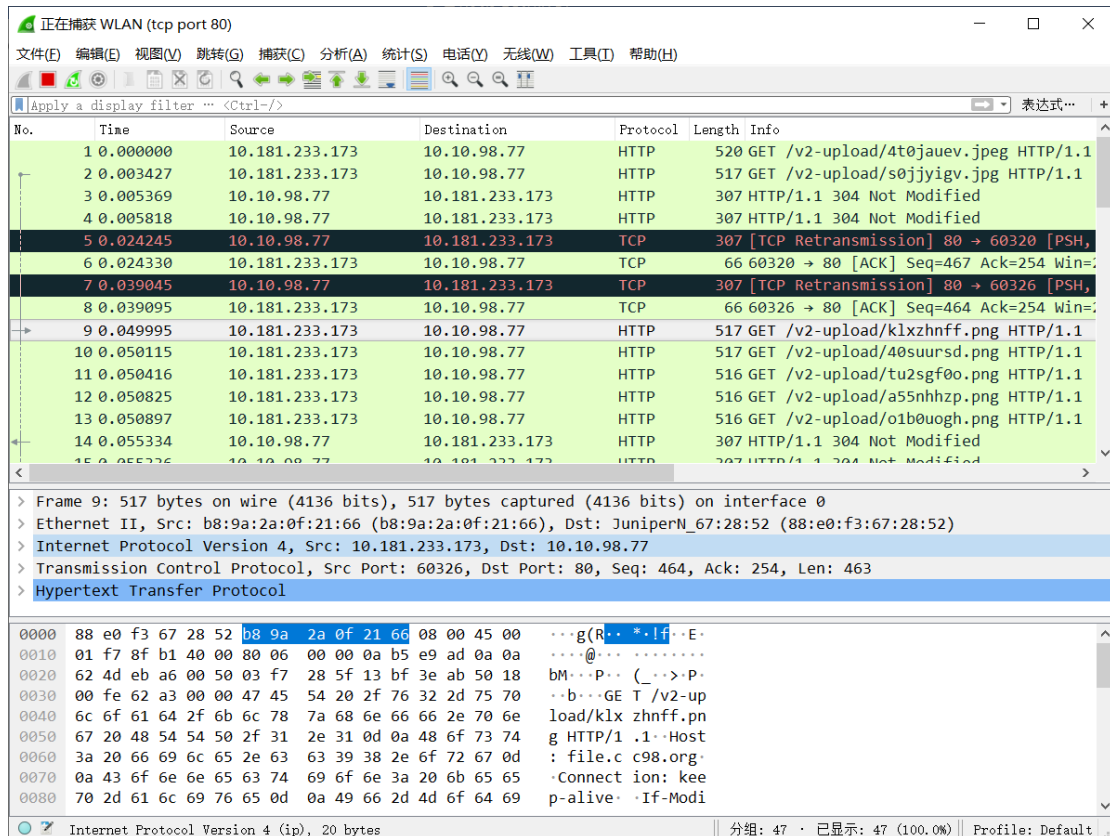 正在捕获 WLAN (tcp port 80)
文件(F) 编辑(E) 视图(V) 跳转(G) 捕获(C) 分析(A) 统计(S) 电话(Y) 无线(W) 工具(T) 帮助(H)
Apply a display filter … <Ctrl-/> 表达式… +
No. Time Source Destination Protocol Length Info
1 0.000000 10.181.233.173 10.10.98.77 HTTP 520 GET /v2-upload/4t0jauev.jpeg HTTP/1.1
2 0.003427 10.181.233.173 10.10.98.77 HTTP 517 GET /v2-upload/s0jjyigv.jpg HTTP/1.1
3 0.005369 10.10.98.77 10.181.233.173 HTTP 307 HTTP/1.1 304 Not Modified
4 0.005818 10.10.98.77 10.181.233.173 HTTP 307 HTTP/1.1 304 Not Modified
5 0.024245 10.10.98.77 10.181.233.173 TCP 307 [TCP Retransmission] 80 → 60320 [PSH,
6 0.024330 10.181.233.173 10.10.98.77 TCP 66 60320 → 80 [ACK] Seq=467 Ack=254 Win=
7 0.039045 10.10.98.77 10.181.233.173 TCP 307 [TCP Retransmission] 80 → 60326 [PSH,
8 0.039095 10.181.233.173 10.10.98.77 TCP 66 60326 → 80 [ACK] Seq=464 Ack=254 Win=
9 0.049995 10.181.233.173 10.10.98.77 HTTP 517 GET /v2-upload/klxzhnff.png HTTP/1.1
10 0.050115 10.181.233.173 10.10.98.77 HTTP 517 GET /v2-upload/40suursd.png HTTP/1.1
11 0.050416 10.181.233.173 10.10.98.77 HTTP 516 GET /v2-upload/tu2sgf0o.png HTTP/1.1
12 0.050825 10.181.233.173 10.10.98.77 HTTP 516 GET /v2-upload/a55nhhzp.png HTTP/1.1
13 0.050897 10.181.233.173 10.10.98.77 HTTP 516 GET /v2-upload/o1b0uogh.png HTTP/1.1
14 0.055334 10.10.98.77 10.181.233.173 HTTP 307 HTTP/1.1 304 Not Modified
15 0.055336 10.10.98.77 10.181.233.173 HTTP 307 HTTP/1.1 304 Not Modified
Frame 9: 517 bytes on wire (4136 bits), 517 bytes captured (4136 bits) on interface 0
Ethernet II, Src: b8:9a:2a:0f:21:66 (b8:9a:2a:0f:21:66), Dst: JuniperN_67:28:52 (88:e0:f3:67:28:52)
Internet Protocol Version 4, Src: 10.181.233.173, Dst: 10.10.98.77
Transmission Control Protocol, Src Port: 60326, Dst Port: 80, Seq: 464, Ack: 254, Len: 463
Hypertext Transfer Protocol
0000 88 e0 f3 67 28 52 b8 9a 2a 0f 21 66 08 00 45 00 ···g(R·· *·!f··E·
0010 01 f7 8f b1 40 00 80 06 00 00 0a b5 e9 ad 0a 0a ····@··· ········
0020 62 4d eb a6 00 50 03 f7 28 5f 13 bf 3e ab 50 18 bM···P·· (_··>·P·
0030 00 fe 62 a3 00 00 47 45 54 20 2f 76 32 2d 75 70 ··b···GE T /v2-up
0040 6c 6f 61 64 2f 6b 6c 78 7a 68 6e 66 66 2e 70 6e load/klx zhnff.pn
0050 67 20 48 54 54 50 2f 31 2e 31 0d 0a 48 6f 73 74 g HTTP/1 .1··Host
0060 3a 20 66 69 6c 65 2e 63 63 39 38 2e 6f 72 67 0d : file.c c98.org·
0070 0a 43 6f 6e 6e 65 63 74 69 6f 6e 3a 20 6b 65 65 ·Connect ion: kee
0080 70 2d 61 6c 69 76 65 0d 0a 49 66 2d 4d 6f 64 69 p-alive· ·If-Modi
Internet Protocol Version 4 (ip), 20 bytes 分组: 47 · 已显示: 47 (100.0%) Profile: Default